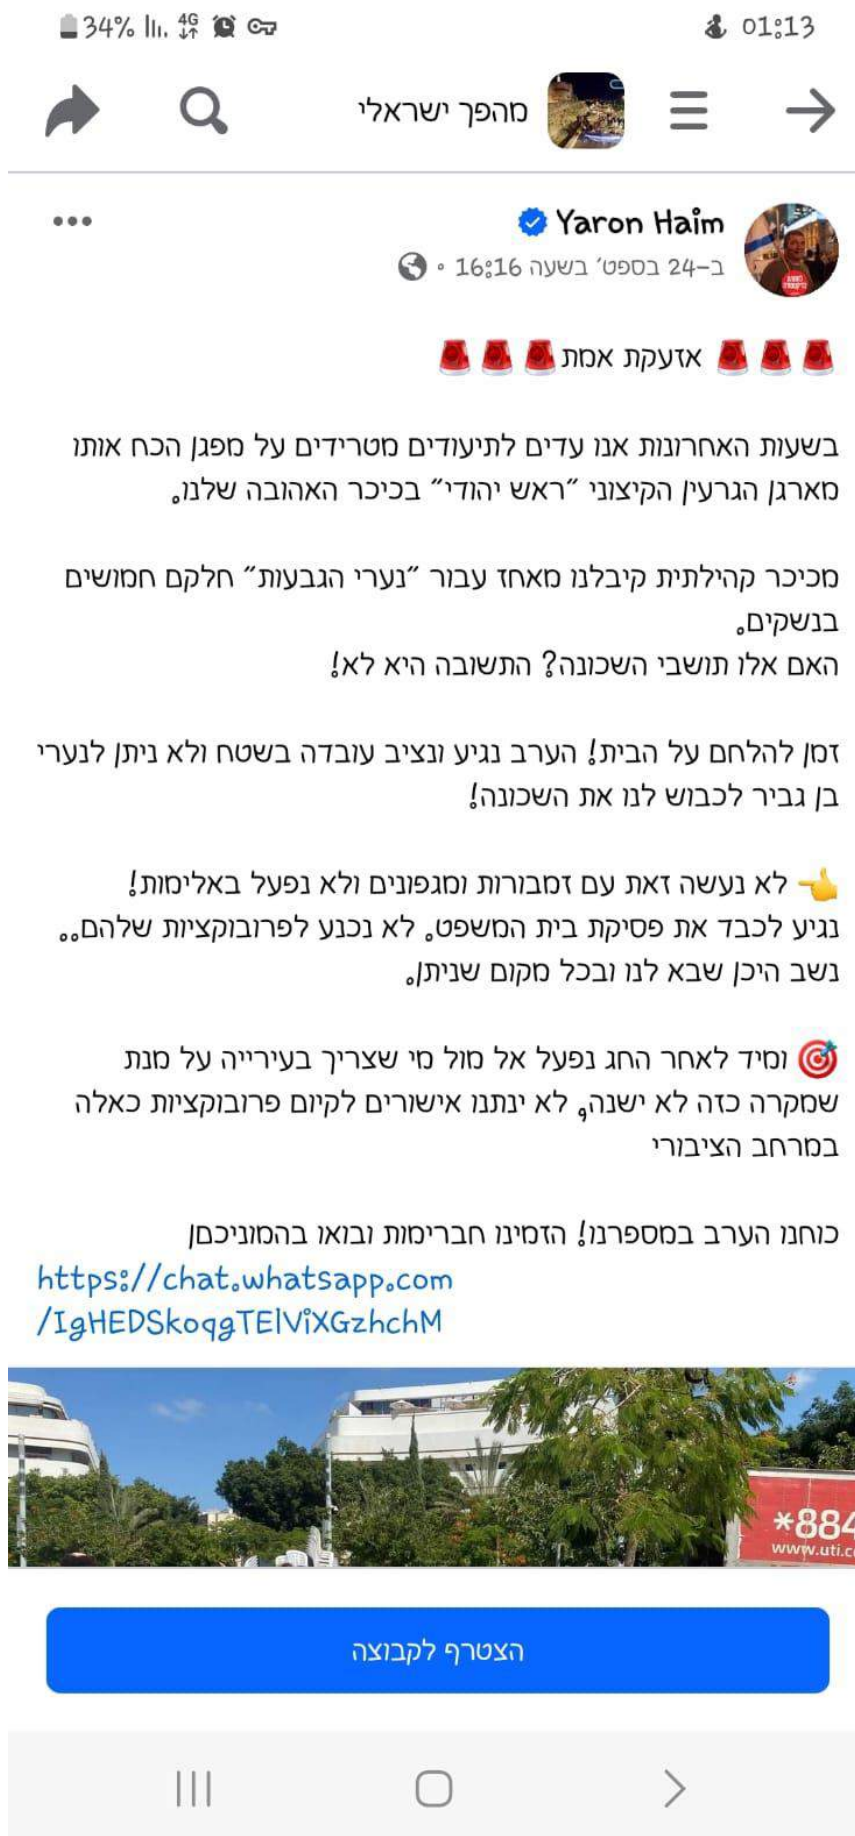 34% 4G 01:13
מהפך ישראלי
Yaron Haim
ב-24 בספט׳ בשעה 16:16
🚨🚨🚨 אזעקת אמת 🚨🚨🚨
בשעות האחרונות אנו עדים לתיעודים מטרידים על מפגן הכח אותו
מארגן הגרעין הקיצוני ״ראש יהודי״ בכיכר האהובה שלנו.
מכיכר קהילתית קיבלנו מאחז עבור ״נערי הגבעות״ חלקם חמושים
בנשקים.
האם אלו תושבי השכונה? התשובה היא לא!
זמן להלחם על הבית! הערב נגיע ונציב עובדה בשטח ולא ניתן לנערי
בן גביר לכבוש לנו את השכונה!
👈 לא נעשה זאת עם זמבורות ומגפונים ולא נפעל באלימות!
נגיע לכבד את פסיקת בית המשפט. לא נכנע לפרובוקציות שלהם..
נשב היכן שבא לנו ובכל מקום שניתן.
🎯 ומיד לאחר החג נפעל אל מול מי שצריך בעירייה על מנת
שמקרה כזה לא ישנה, לא ינתנו אישורים לקיום פרובוקציות כאלה
במרחב הציבורי
כוחנו הערב במספרנו! הזמינו חברימות ובואו בהמוניכםן
https://chat.whatsapp.com
/IgHEDSkoqgTElViXGzhchM
*884
www.uti.c
הצטרף לקבוצה